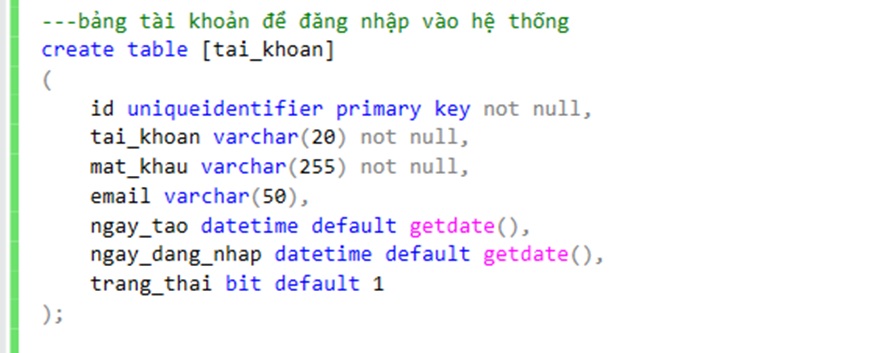 ---bảng tài khoản để đăng nhập vào hệ thống
create table [tai_khoan]
(
id uniqueidentifier primary key not null,
tai_khoan varchar(20) not null,
mat_khau varchar(255) not null,
email varchar(50),
ngay_tao datetime default getdate(),
ngay_dang_nhap datetime default getdate(),
trang_thai bit default 1
);